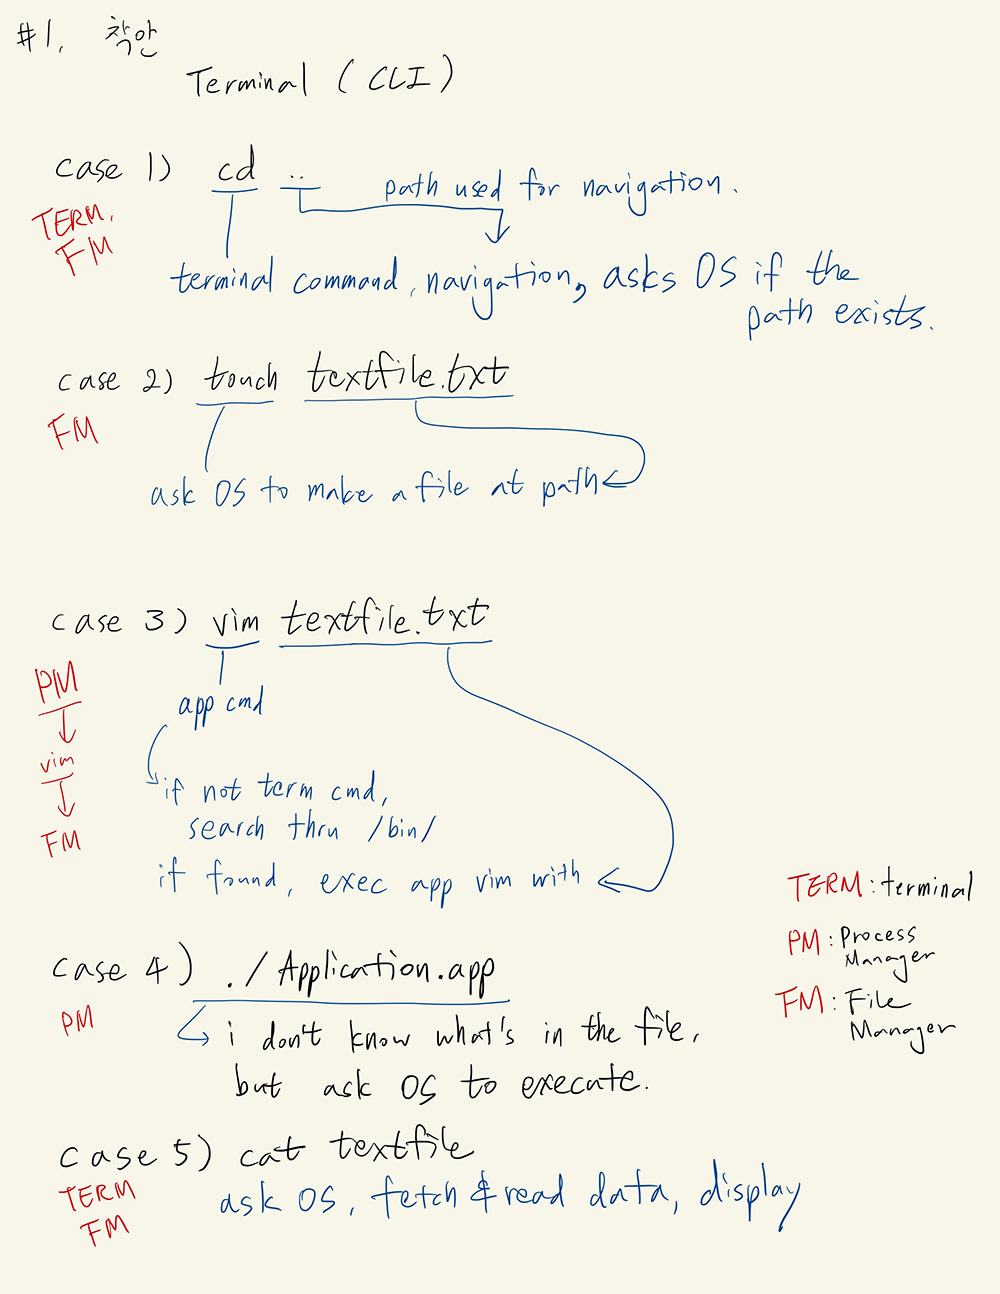 #1. 착안
Terminal (CLI)
case 1) cd ..
path used for navigation.
TERM,
FM
terminal command, navigation, asks OS if the
path exists.
case 2) touch textfile.txt
FM
ask OS to make a file at path
case 3) vim textfile.txt
PM
app cmd
vim
if not term cmd,
search thru /bin/
FM
if found, exec app vim with
TERM: terminal
PM: Process
Manager
FM: File
Manager
case 4) ./Application.app
PM
i don't know what's in the file,
but ask OS to execute.
case 5) cat textfile
TERM
FM
ask OS, fetch & read data, display